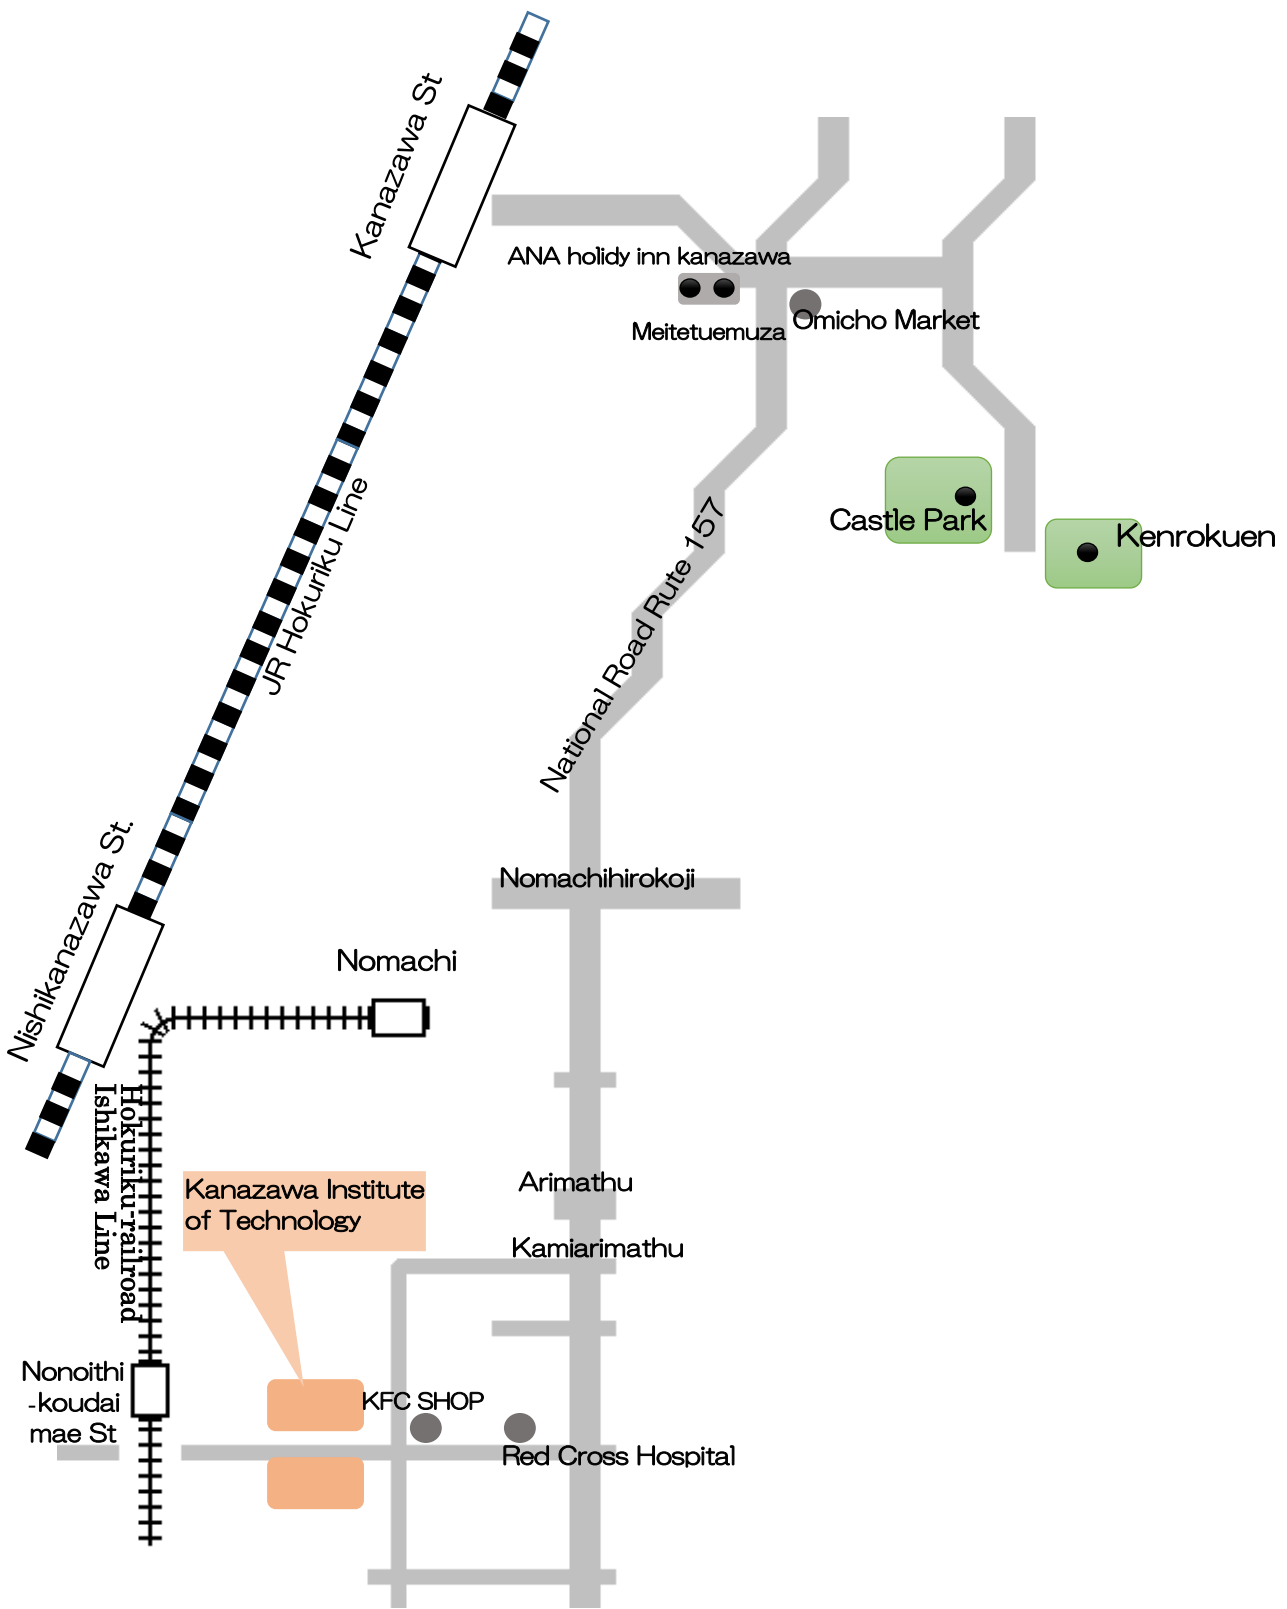 Kanazawa St
ANA holidy inn kanazawa
Meitetuemuza
Omicho Market
JR Hokuriku Line
National Road Rute 157
Castle Park
Kenrokuen
Nishikanazawa St.
Nomachihirokoji
Nomachi
Hokuriku-railroad
Ishikawa Line
Kanazawa Institute
of Technology
Arimathu
Kamiarimathu
Nonoithi
-koudai
mae St
KFC SHOP
Red Cross Hospital